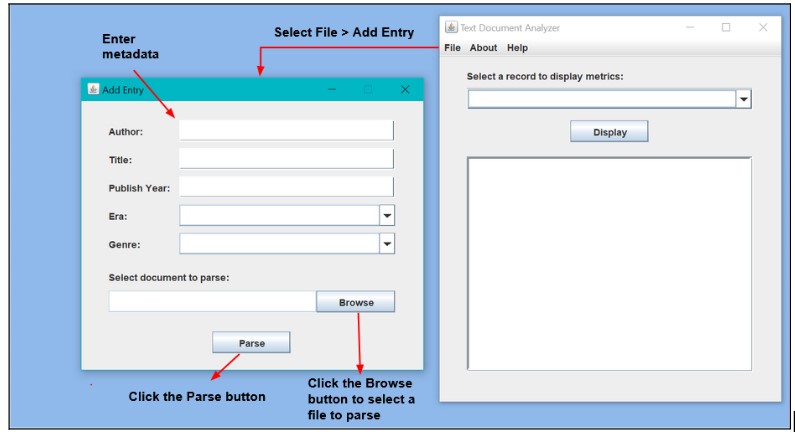 Enter
metadata
Select File > Add Entry
Add Entry
Author:
Title:
Publish Year:
Era:
Genre:
Select document to parse:
Browse
Parse
Click the Parse button
Click the Browse
button to select a
file to parse
Text Document Analyzer
File About Help
Select a record to display metrics:
Display